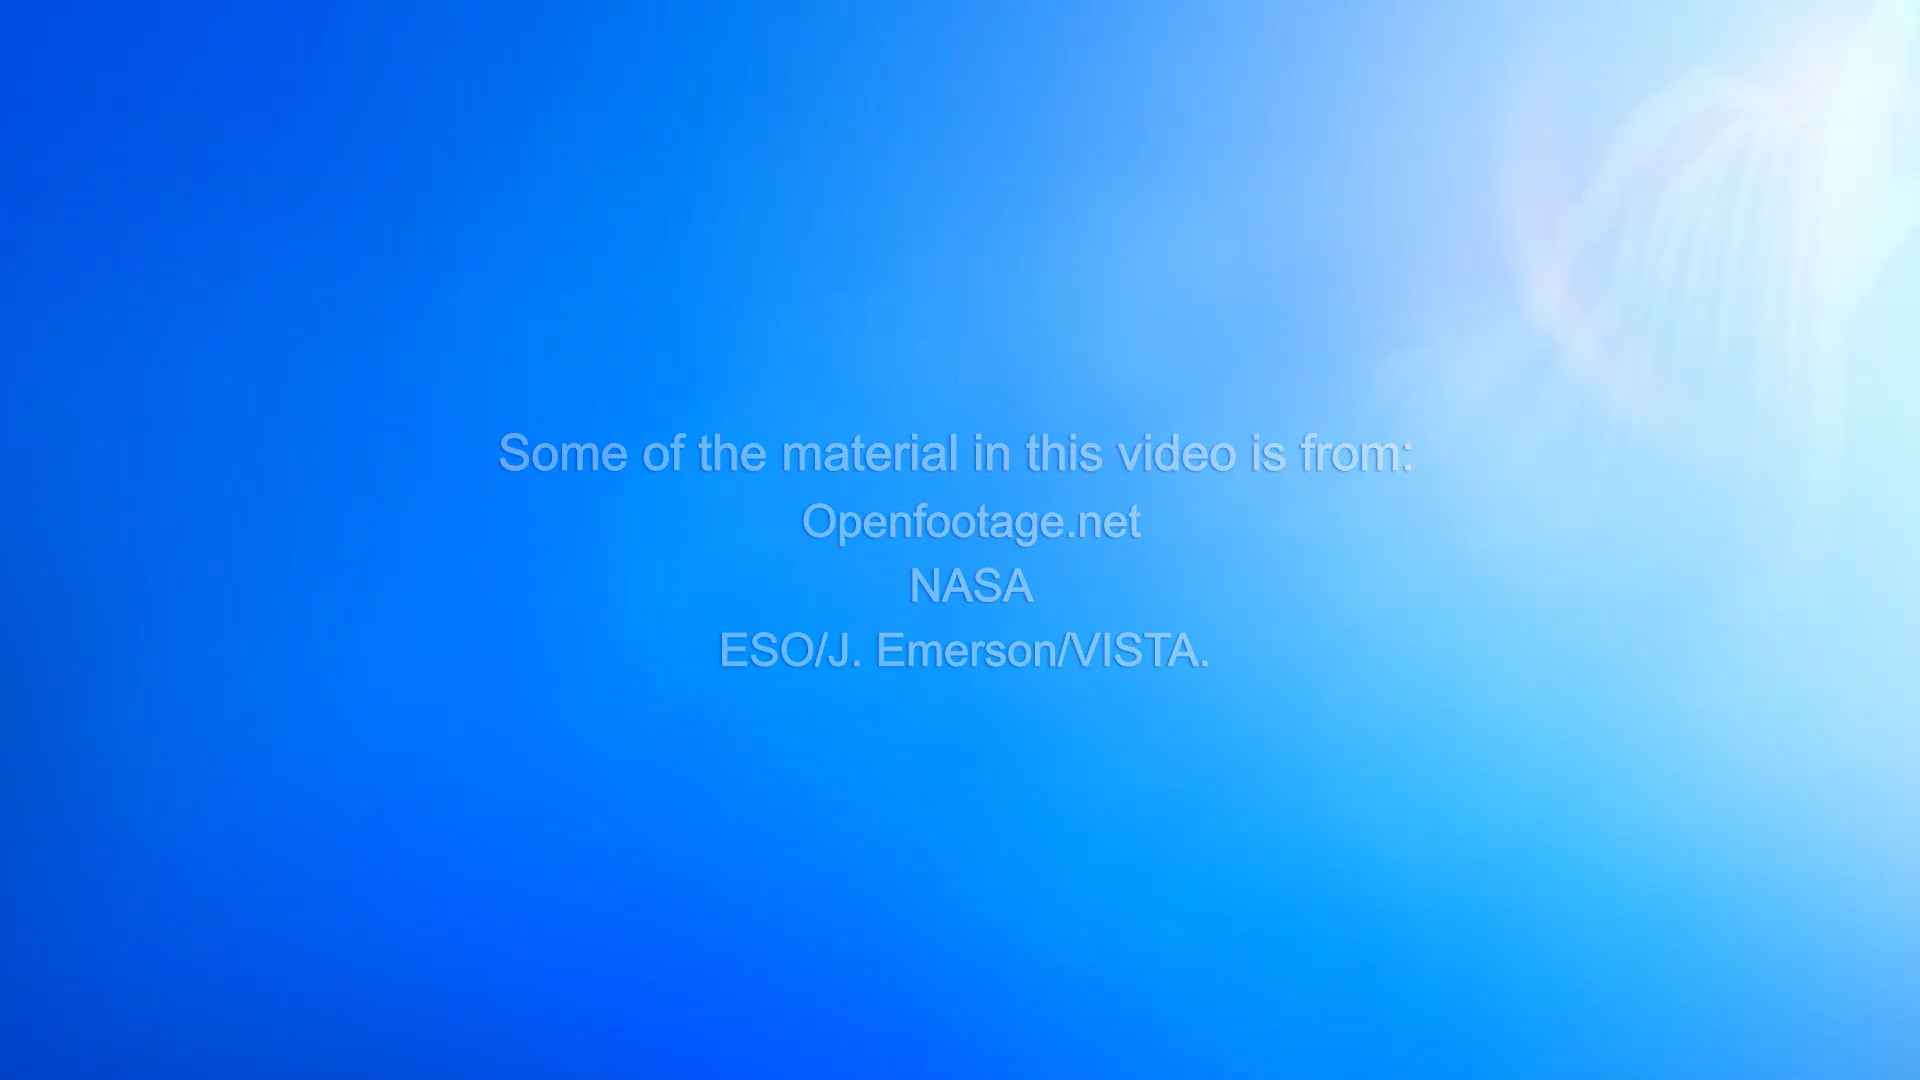 Some of the material in this video is from:
Openfootage.net
NASA
ESO/J. Emerson/VISTA.